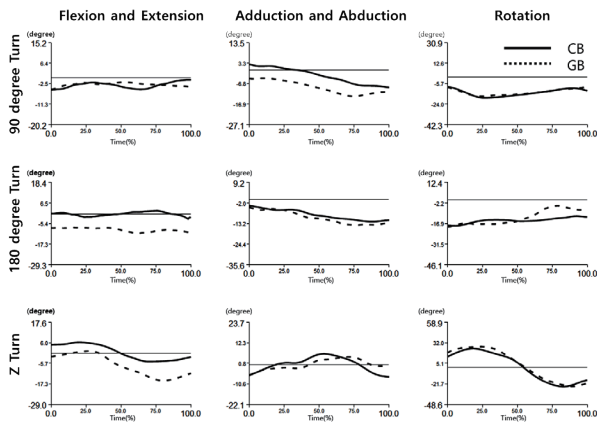 Flexion and Extension Adduction and Abduction Rotation
90 degree Turn
(degree)
15.2
6.4
-2.5
-11.3
-20.2
0.0 25.0 50.0 75.0 100.0
Time(%)
(degree)
13.5
3.3
-6.8
-16.9
-27.1
0.0 25.0 50.0 75.0 100.0
Time(%)
(degree)
30.9
12.6
-5.7
-24.0
-42.3
0.0 25.0 50.0 75.0 100.0
Time(%)
CB
GB
180 degree Turn
(degree)
18.4
6.5
-5.4
-17.3
-29.3
0.0 25.0 50.0 75.0 100.0
Time(%)
(degree)
9.2
-2.0
-13.2
-24.4
-35.6
0.0 25.0 50.0 75.0 100.0
Time(%)
(degree)
12.4
-2.2
-16.9
-31.5
-46.1
0.0 25.0 50.0 75.0 100.0
Time(%)
Z Turn
(degree)
17.6
6.0
-5.7
-17.3
-29.0
0.0 25.0 50.0 75.0 100.0
Time(%)
(degree)
23.7
12.2
0.8
-10.6
-22.1
0.0 25.0 50.0 75.0 100.0
Time(%)
(degree)
58.9
32.0
5.1
-21.7
-48.6
0.0 25.0 50.0 75.0 100.0
Time(%)